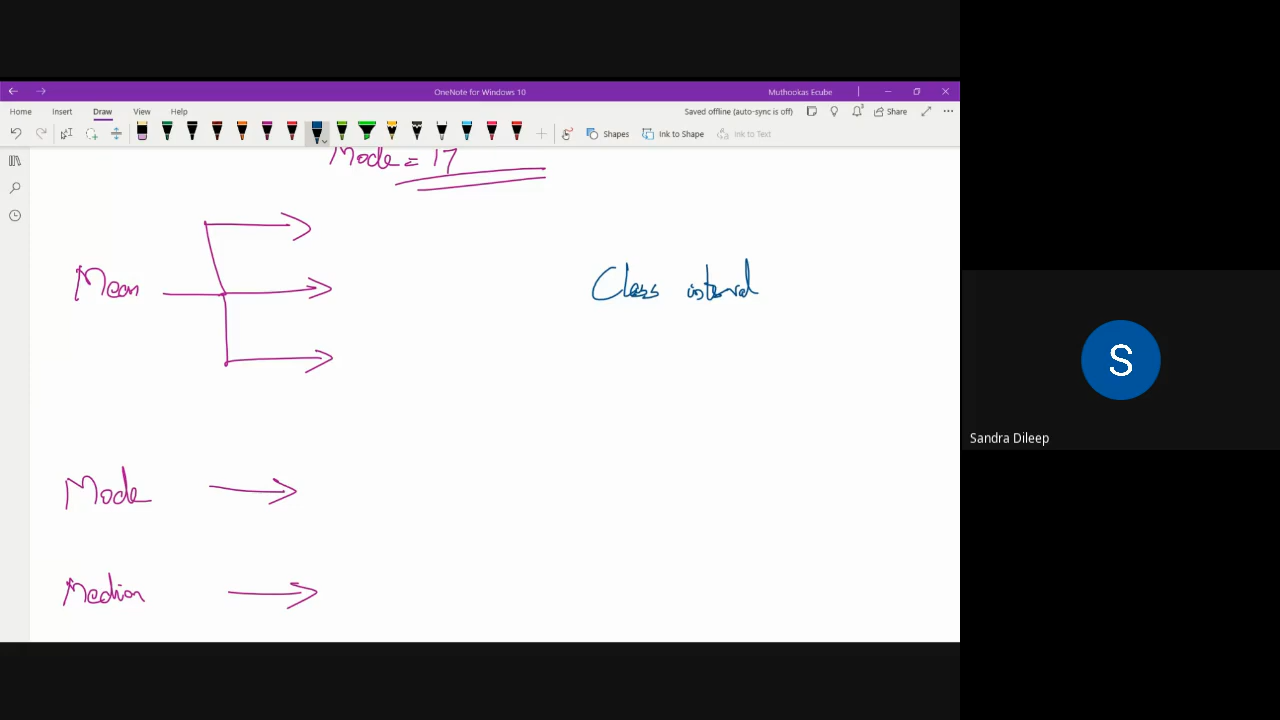 OneNote for Windows 10
Muthookas Ecube
Home Insert Draw View Help
Saved offline (auto-sync is off)
Share
Shapes
Ink to Shape
Ink to Text
Mode = 17
Mean
Class interval
Mode
Median
S
Sandra Dileep